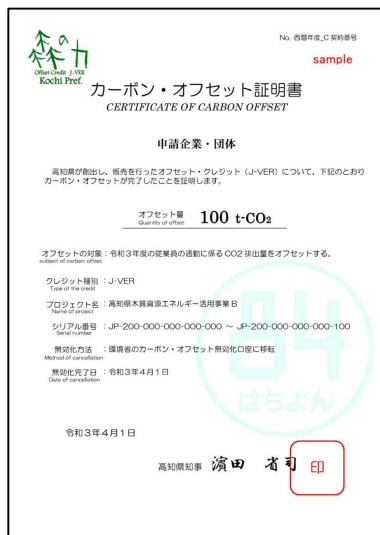 森の力
Offset Credit J-VER
Kochi Pref.
No. 西暦年度_C 契約番号
sample
カーボン・オフセット証明書
CERTIFICATE OF CARBON OFFSET
申請企業・団体
高知県が創出し、販売を行ったオフセット・クレジット（J-VER）について、下記のとおり
カーボン・オフセットが完了したことを証明します。
オフセット量 100 t-CO₂
Quantity of offset
オフセットの対象：令和3年度の従業員の通勤に係るCO2排出量をオフセットする。
subject of carbon offset
クレジット種別：J-VER
Type of the credit
プロジェクト名：高知県木質資源エネルギー活用事業B
Name of project
シリアル番号：JP-200-000-000-000-000 ～ JP-200-000-000-000-100
Serial number
無効化方法：環境省のカーボン・オフセット無効化口座に移転
Method of cancellation
無効化完了日：令和3年4月1日
Date of cancellation
84
はちよん
令和3年4月1日
高知県知事 濵田 省司 印